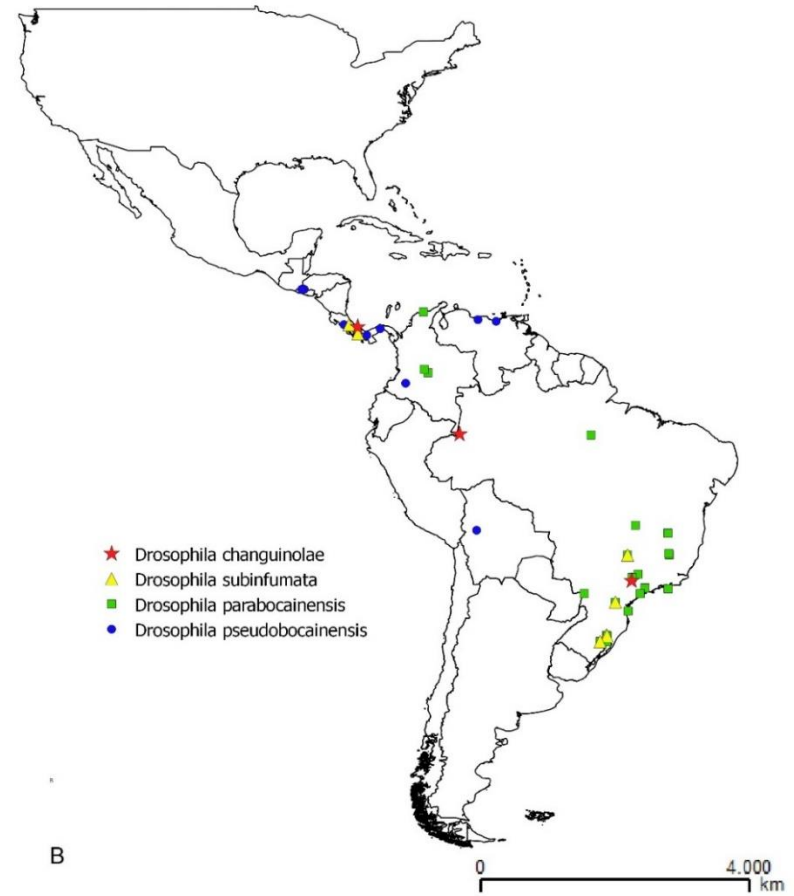 Drosophila changuinolae
Drosophila subinfumata
Drosophila parabocainensis
Drosophila pseudobocainensis
B
0 4.000
km